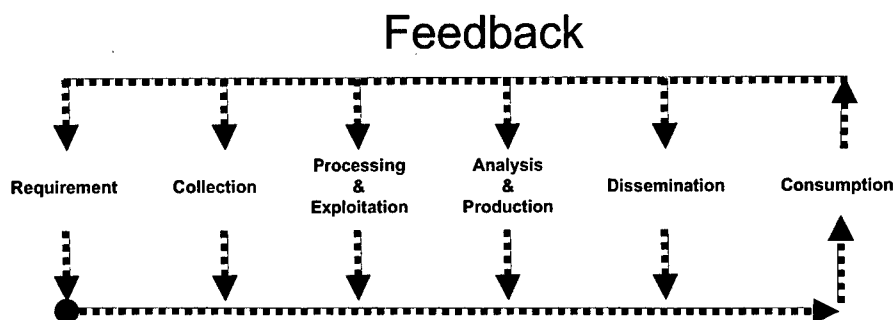 Feedback
Requirement
Collection
Processing
&
Exploitation
Analysis
&
Production
Dissemination
Consumption